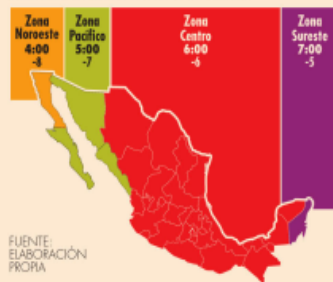 Zona
Noroeste
4:00
-8
Zona
Pacífico
5:00
-7
Zona
Centro
6:00
-6
Zona
Sureste
7:00
-5
FUENTE:
ELABORACIÓN
PROPIA